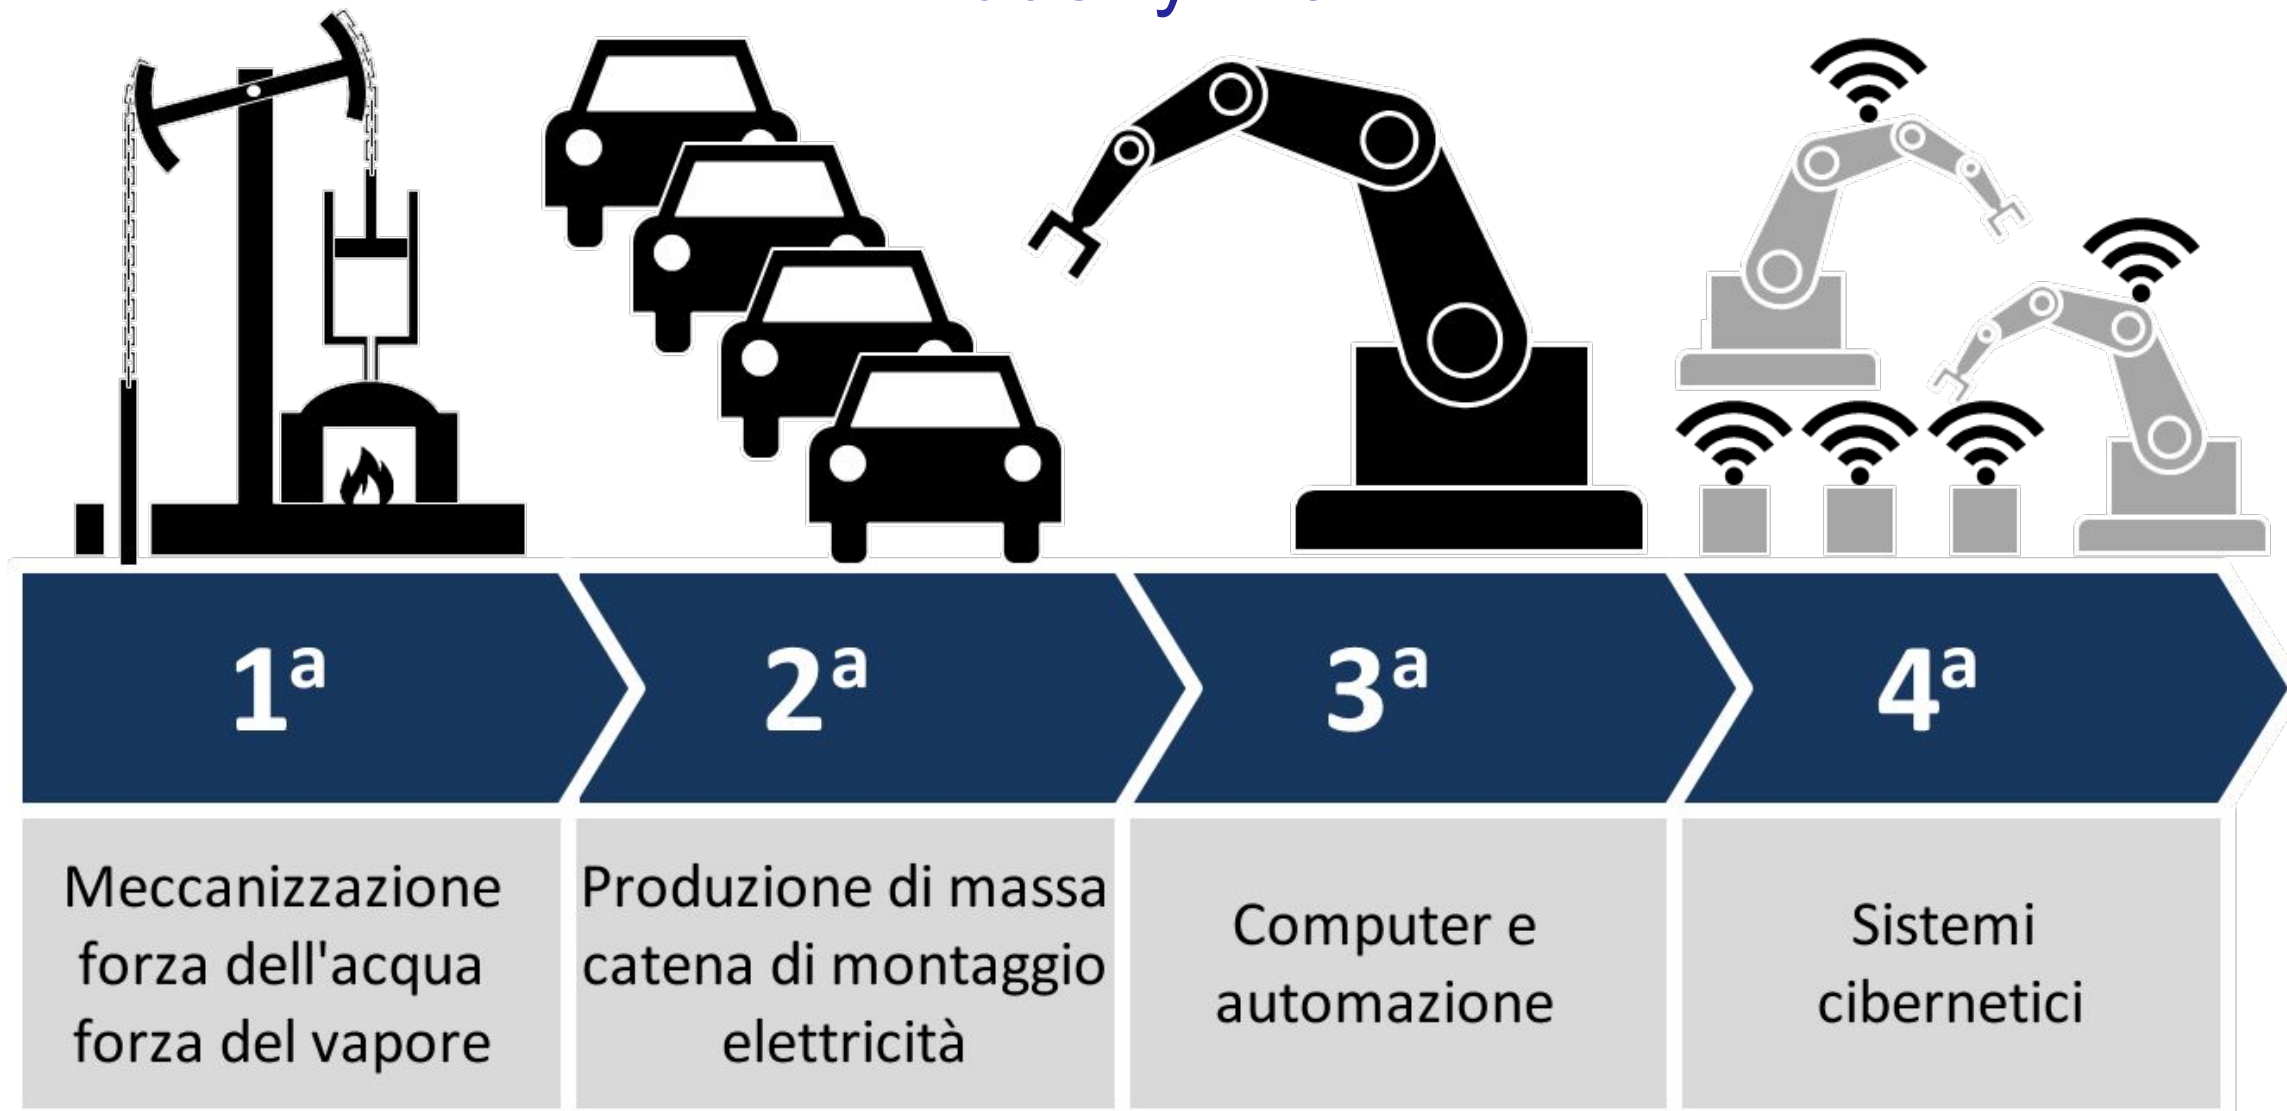 1ª
2ª
3ª
4ª
Meccanizzazione
forza dell'acqua
forza del vapore
Produzione di massa
catena di montaggio
elettricità
Computer e
automazione
Sistemi
cibernetici